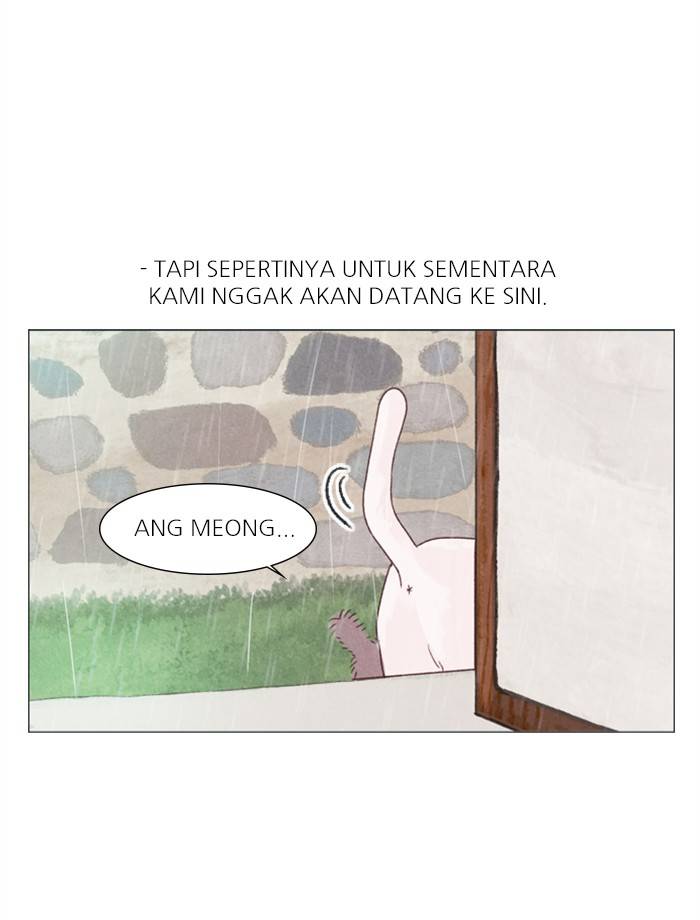 - TAPI SEPERTINYA UNTUK SEMENTARA
KAMI NGGAK AKAN DATANG KE SINI.
ANG MEONG...